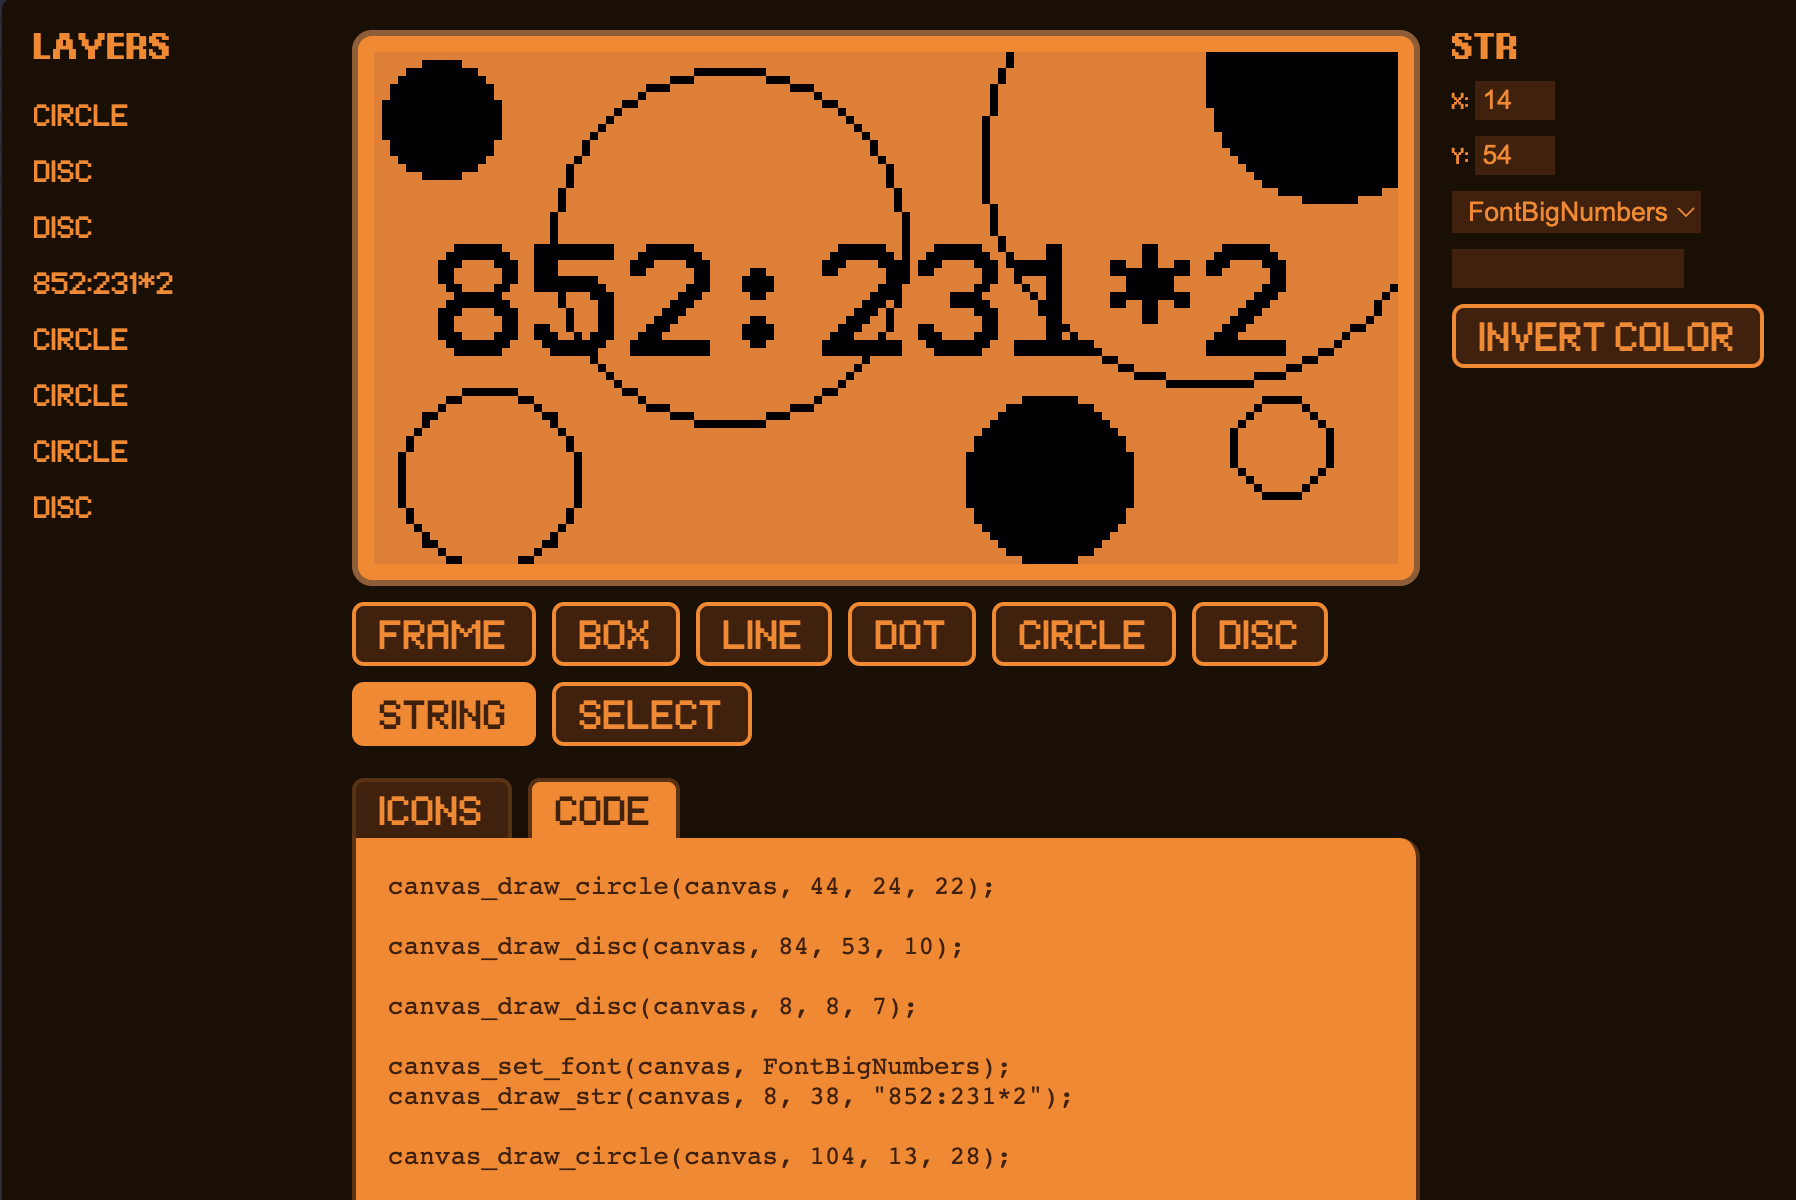 LAYERS
CIRCLE
DISC
DISC
852:231*2
CIRCLE
CIRCLE
CIRCLE
DISC
852:231*2
STR
X: 14
Y: 54
FontBigNumbers
INVERT COLOR
FRAME BOX LINE DOT CIRCLE DISC
STRING SELECT
ICONS CODE
canvas_draw_circle(canvas, 44, 24, 22);
canvas_draw_disc(canvas, 84, 53, 10);
canvas_draw_disc(canvas, 8, 8, 7);
canvas_set_font(canvas, FontBigNumbers);
canvas_draw_str(canvas, 8, 38, "852:231*2");
canvas_draw_circle(canvas, 104, 13, 28);